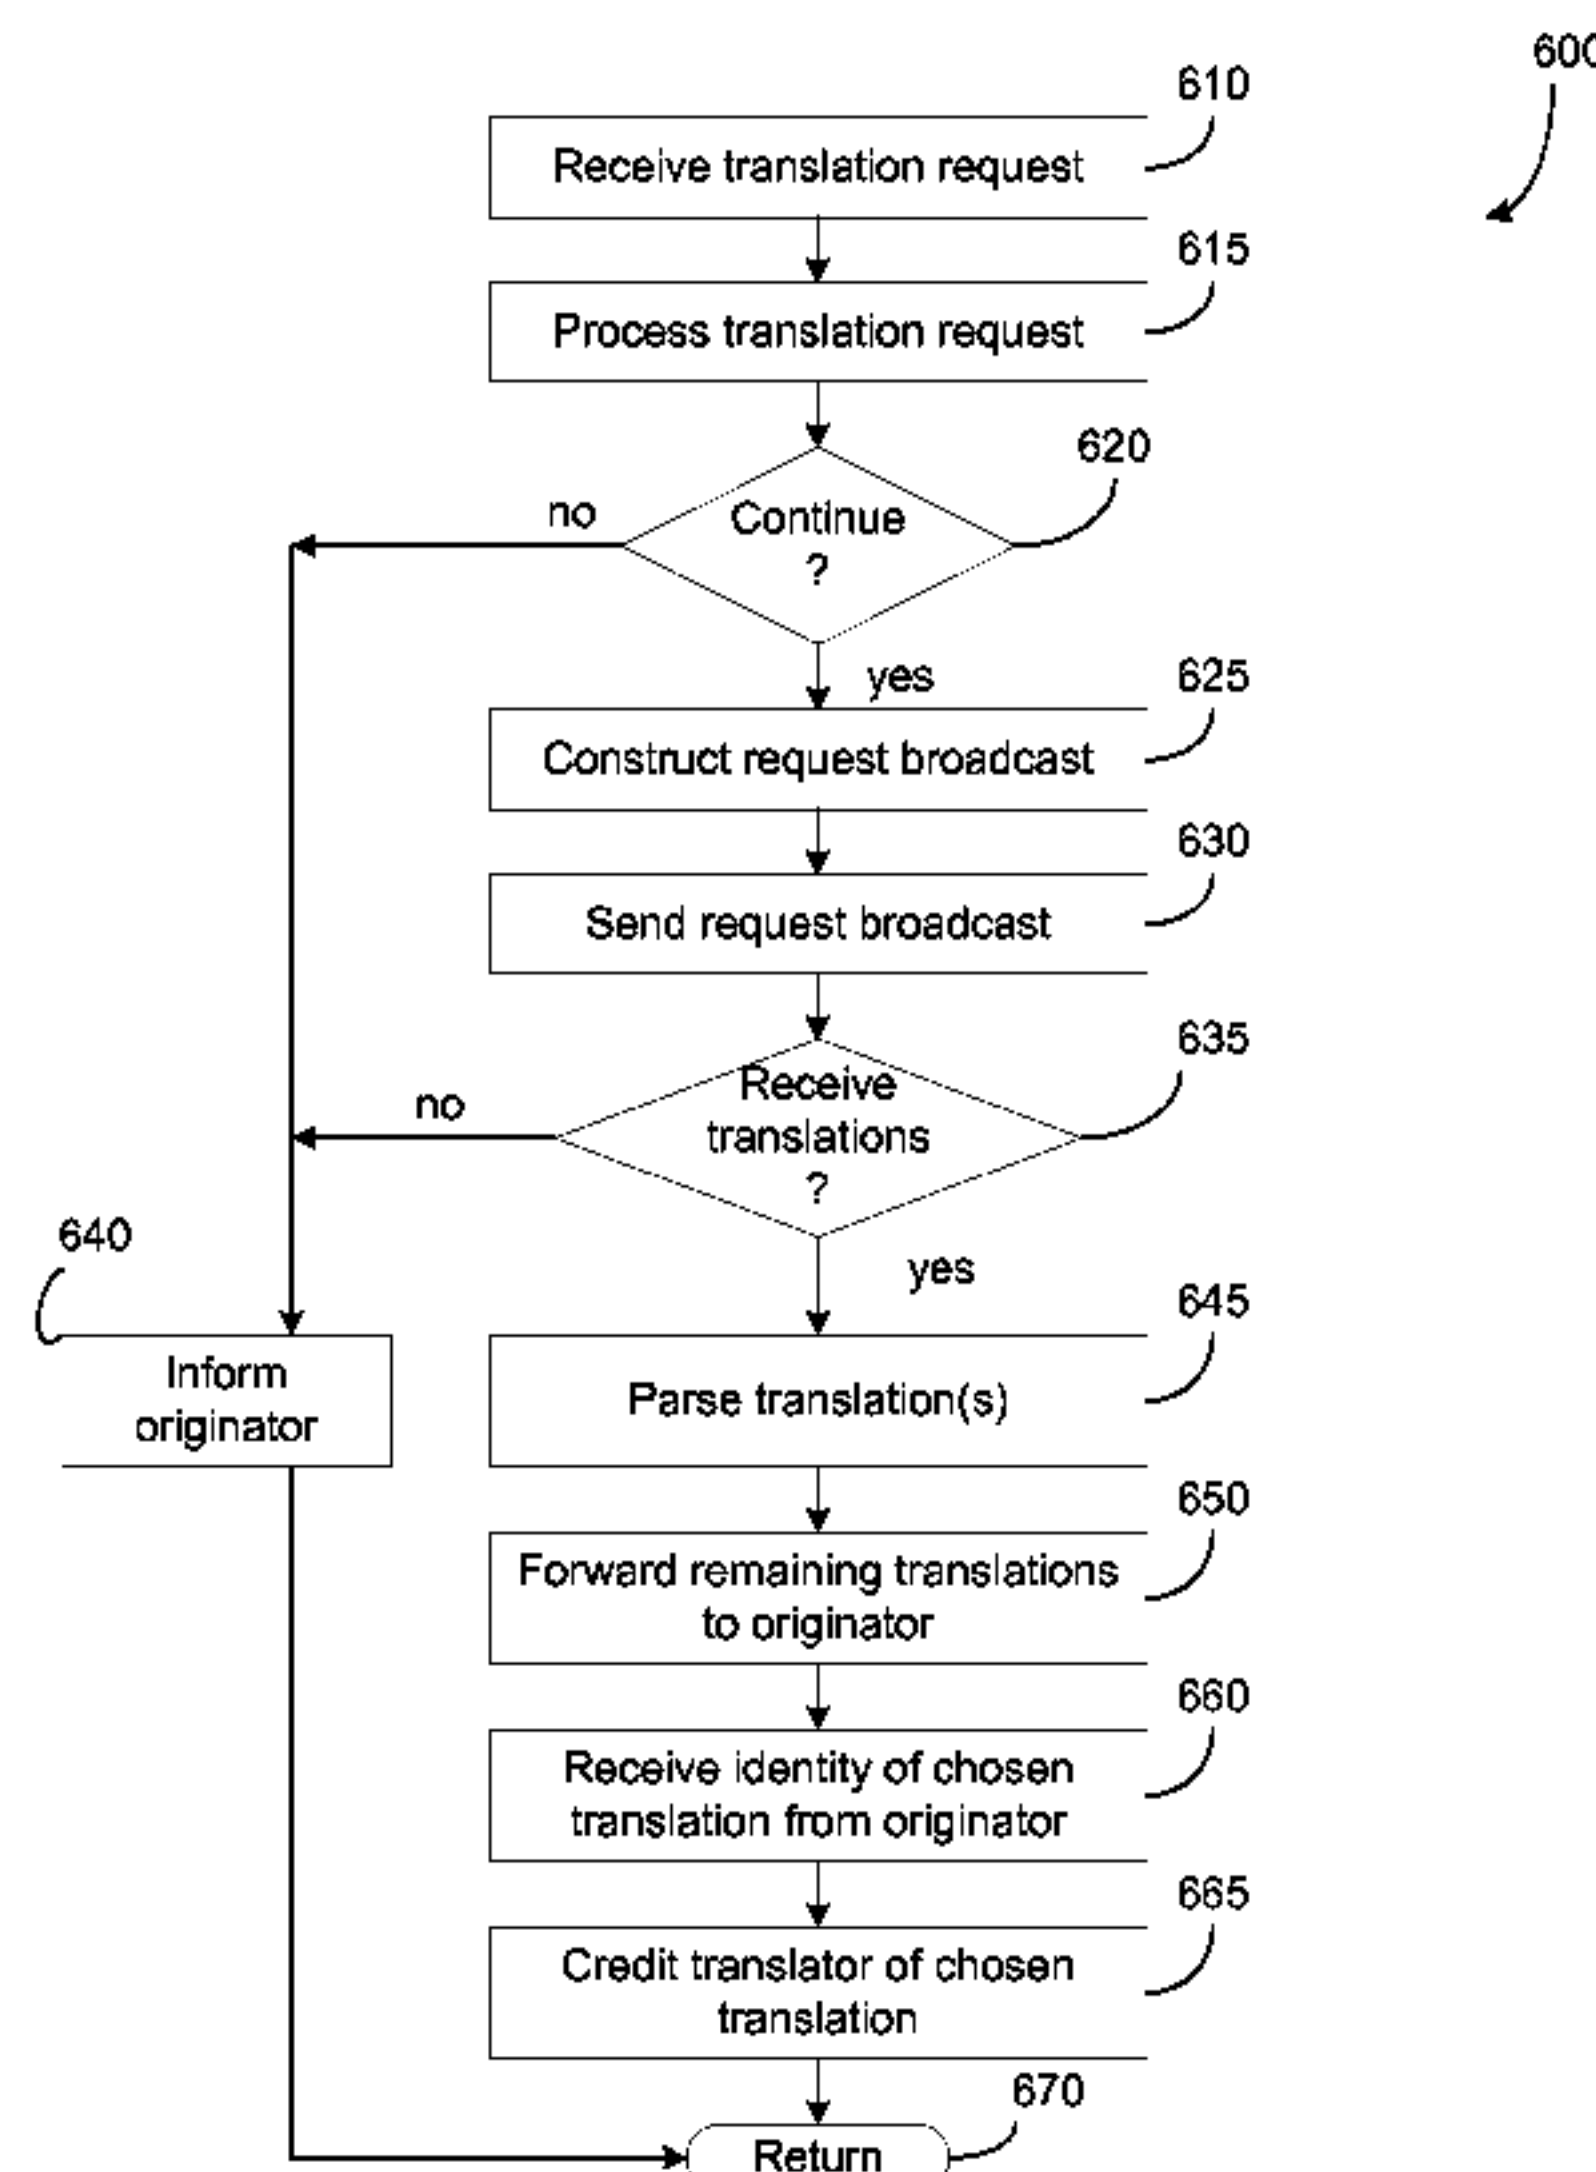 600
610
Receive translation request
615
Process translation request
620
no
Continue
?
yes
625
Construct request broadcast
630
Send request broadcast
635
no
Receive
translations
?
yes
640
645
Inform
originator
Parse translation(s)
650
Forward remaining translations
to originator
660
Receive identity of chosen
translation from originator
665
Credit translator of chosen
translation
670
Return